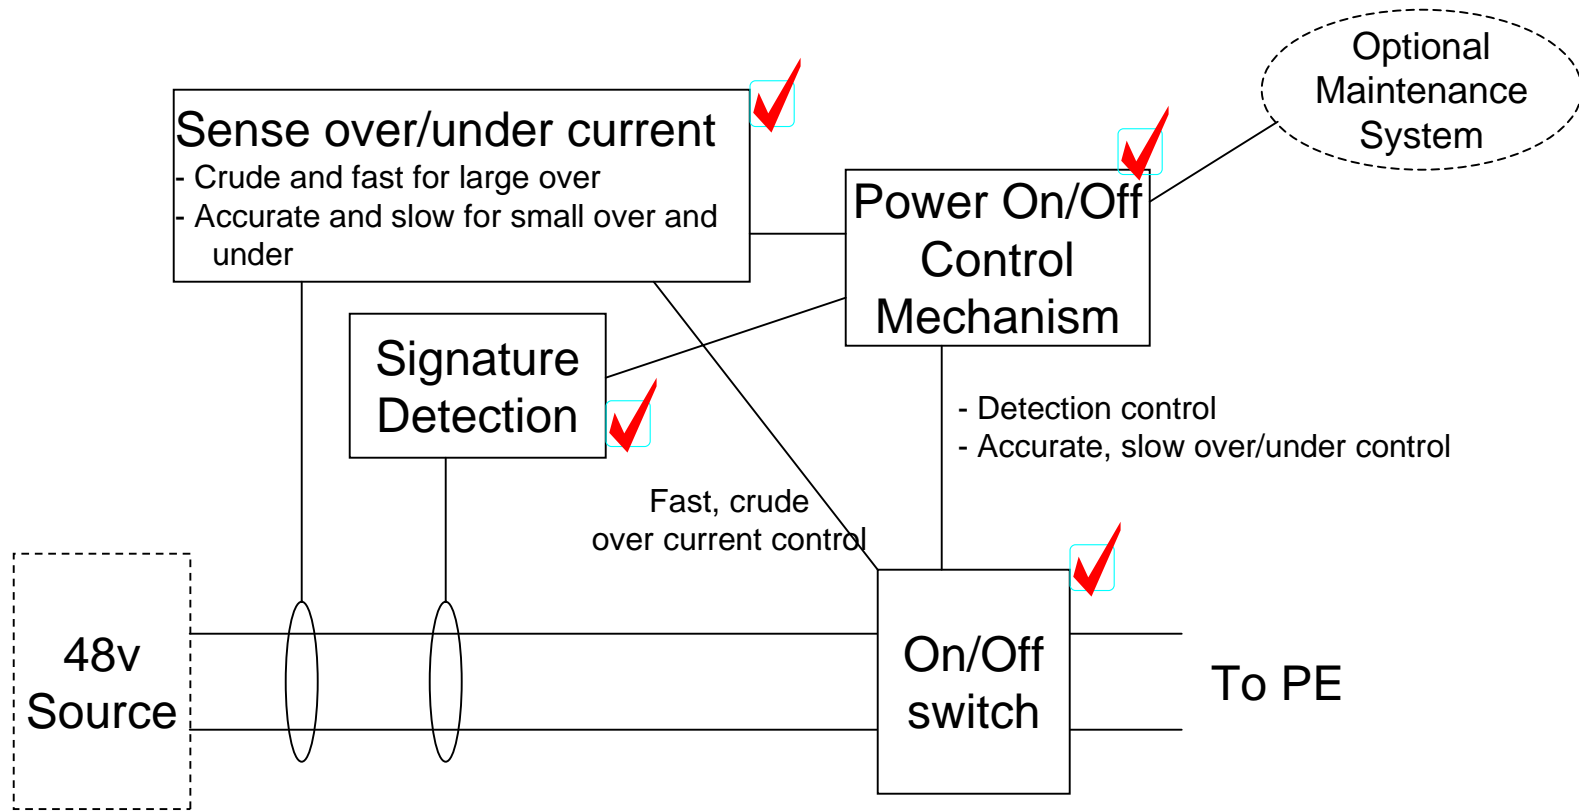 Optional
Maintenance
System
Sense over/under current
- Crude and fast for large over
- Accurate and slow for small over and
under
Power On/Off
Control
Mechanism
Signature
Detection
- Detection control
- Accurate, slow over/under control
Fast, crude
over current control
48v
Source
On/Off
switch
To PE